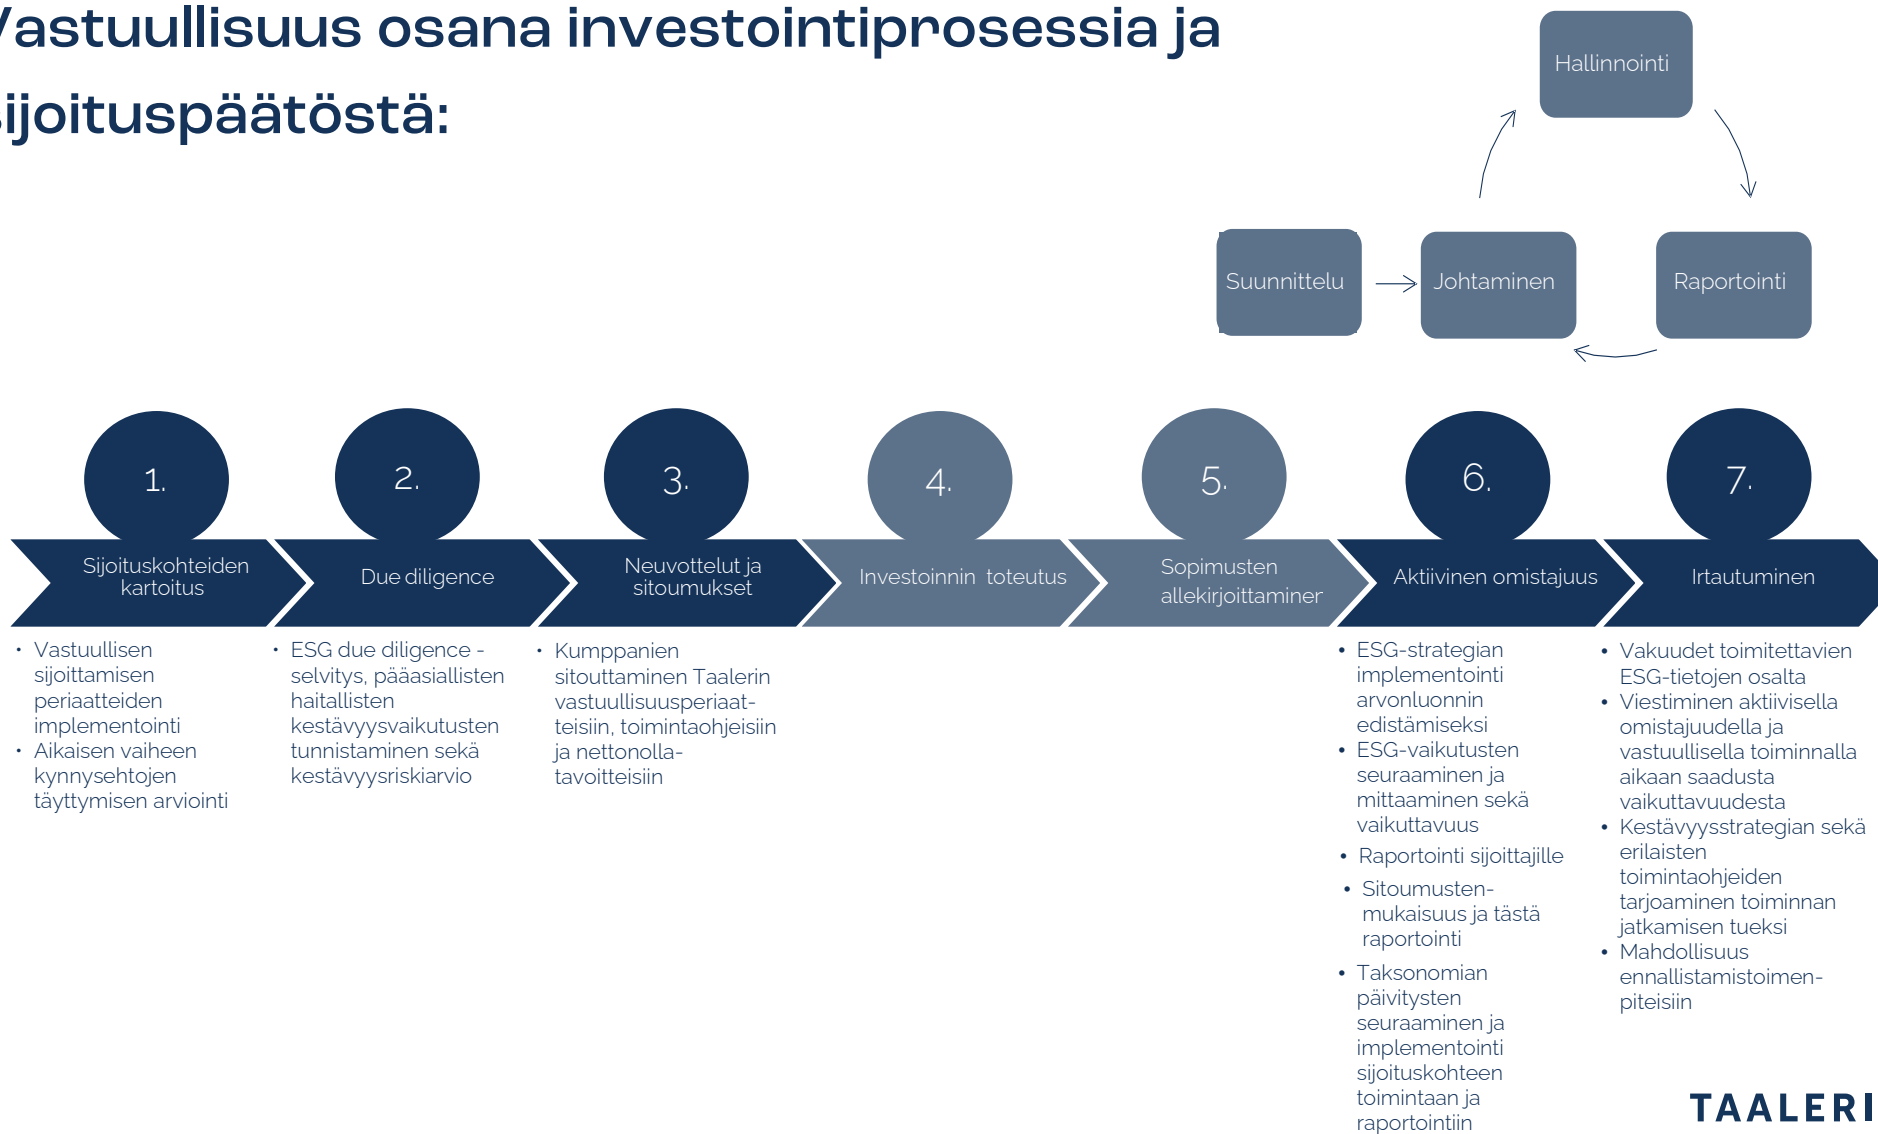 Vastuullisuus osana investointiprosessia ja
sijoituspäätöstä:
Hallinnointi
Suunnittelu
Johtaminen
Raportointi
1.
2.
3.
4.
5.
6.
7.
Sijoituskohteiden
kartoitus
Due diligence
Neuvottelut ja
sitoumukset
Investoinnin toteutus
Sopimusten
allekirjoittaminen
Aktiivinen omistajuus
Irtautuminen
• Vastuullisen
sijoittamisen
periaatteiden
implementointi
• Aikaisen vaiheen
kynnysehtojen
täyttymisen arviointi
• ESG due diligence -
selvitys, pääasiallisten
haitallisten
kestävyysvaikutusten
tunnistaminen sekä
kestävyysriskiarvio
• Kumppanien
sitouttaminen Taalerin
vastuullisuusperiaat-
teisiin, toimintaohjeisiin
ja nettonolla-
tavoitteisiin
• ESG-strategian
implementointi
arvonluonnin
edistämiseksi
• ESG-vaikutusten
seuraaminen ja
mittaaminen sekä
vaikuttavuus
• Raportointi sijoittajille
• Sitoumusten-
mukaisuus ja tästä
raportointi
• Taksonomian
päivitysten
seuraaminen ja
implementointi
sijoituskohteen
toimintaan ja
raportointiin
• Vakuudet toimitettavien
ESG-tietojen osalta
• Viestiminen aktiivisella
omistajuudella ja
vastuullisella toiminnalla
aikaan saadusta
vaikuttavuudesta
• Kestävyysstrategian sekä
erilaisten
toimintaohjeiden
tarjoaminen toiminnan
jatkamisen tueksi
• Mahdollisuus
ennallistamistoimen-
piteisiin
TAALERI